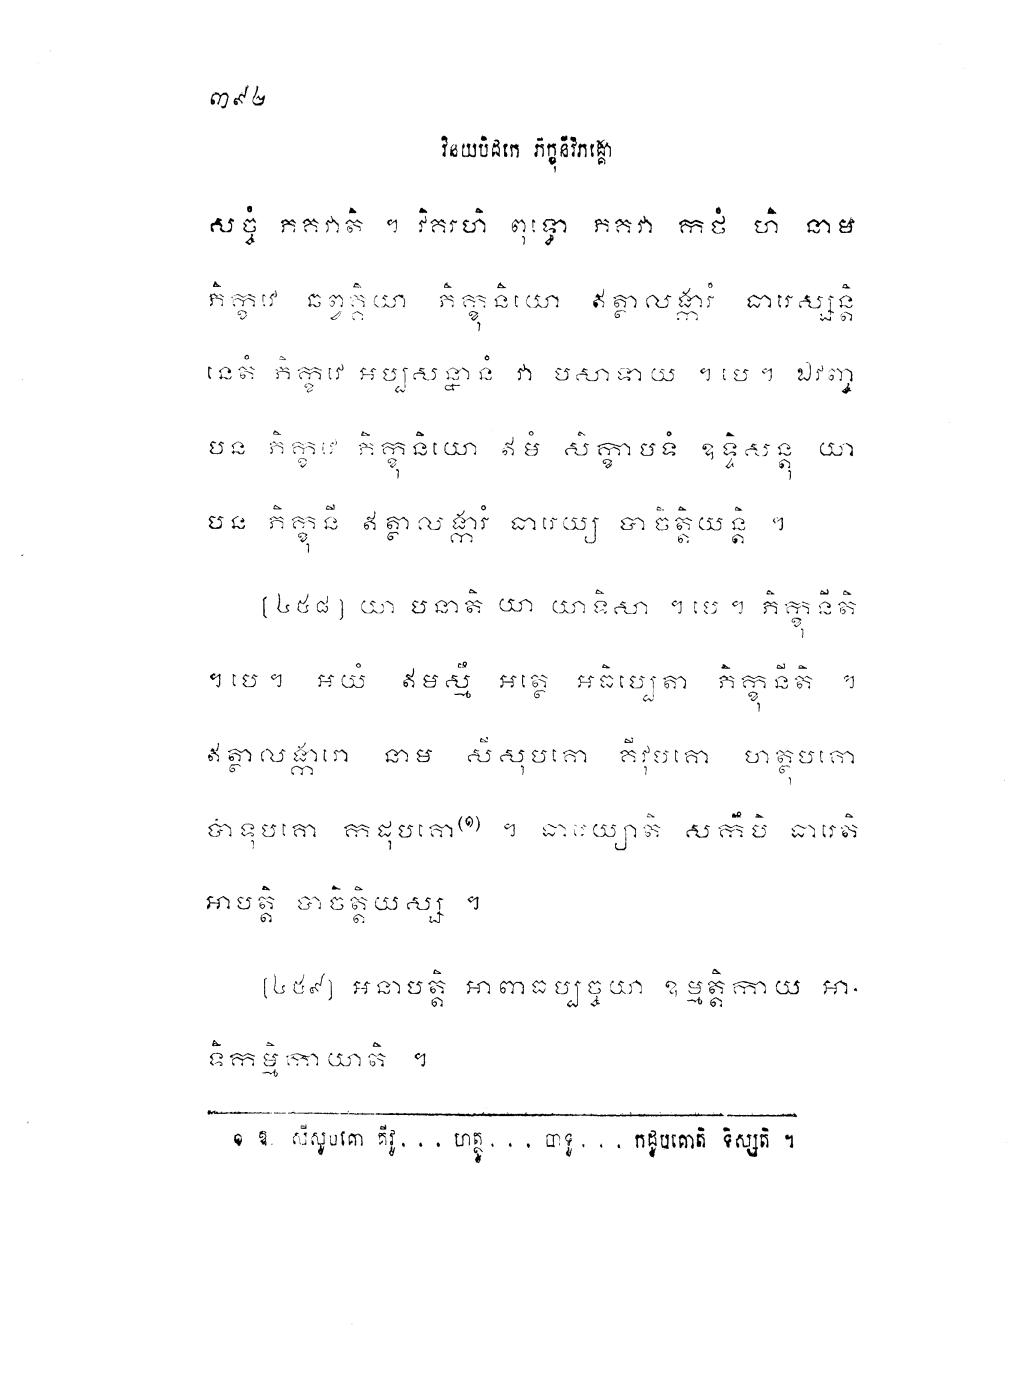 ៣៩៤
វិនយបិដកេ ភិក្ខុនីវិភង្គោ
សច្ចំ ភគវាតិ ។ វិគរហិ ពុទ្ធោ ភគវា កថំ ហិ នាម
ភិក្ខវេ ឆព្វគ្គិយា ភិក្ខុនិយោ ឥត្ថាលង្ការំ ធារេស្សន្តិ
នេតំ ភិក្ខវេ អប្បសន្នានំ វា បសាទាយ ។បេ។ ឯវញ្ច
បន ភិក្ខវេ ភិក្ខុនិយោ ឥមំ សិក្ខាបទំ ឧទ្ទិសន្តុ យា
បន ភិក្ខុនី ឥត្ថាលង្ការំ ធារេយ្យ បាចិត្តិយន្តិ ។
[៤៥៨] យា បនាតិ យា យាទិសា ។បេ។ ភិក្ខុនីតិ
។បេ។ អយំ ឥមស្មឹ អត្ថេ អធិប្បេតា ភិក្ខុនីតិ ។
ឥត្ថាលង្ការោ នាម សីសុបគោ គីវុបគោ ហត្ថុបគោ
បាទុបគោ កដុបគោ(១) ។ ធារេយ្យាតិ សកឹបិ ធារេតិ
អាបត្តិ បាចិត្តិយស្ស ។
[៤៥៩] អនាបត្តិ អាពាធប្បច្ចយា ឧម្មត្តិកាយ អា-
ទិកម្មិកាយាតិ ។
១ ឱ. សីសូបគោ គីវូ... ហត្ថូ... បាទូ... កដូបគោតិ ទិស្សតិ ។